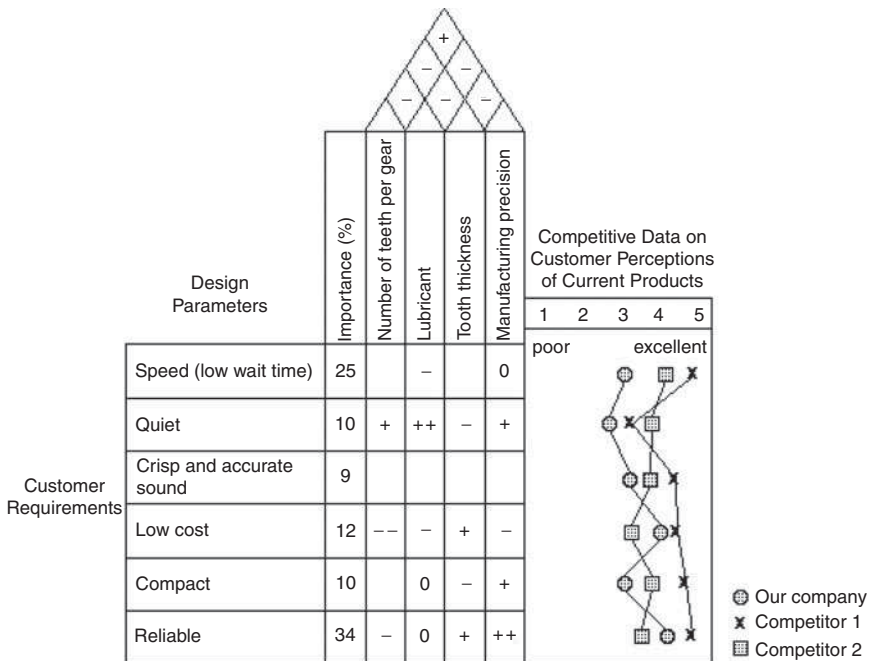 +
− −
− − −
Design
Parameters
Importance (%)
Number of teeth per gear
Lubricant
Tooth thickness
Manufacturing precision
Competitive Data on
Customer Perceptions
of Current Products
1 2 3 4 5
poor excellent
Customer
Requirements
Speed (low wait time) 25 − 0
Quiet 10 + ++ − +
Crisp and accurate
sound 9
Low cost 12 −− − + −
Compact 10 0 − +
Reliable 34 − 0 + ++
Our company
Competitor 1
Competitor 2